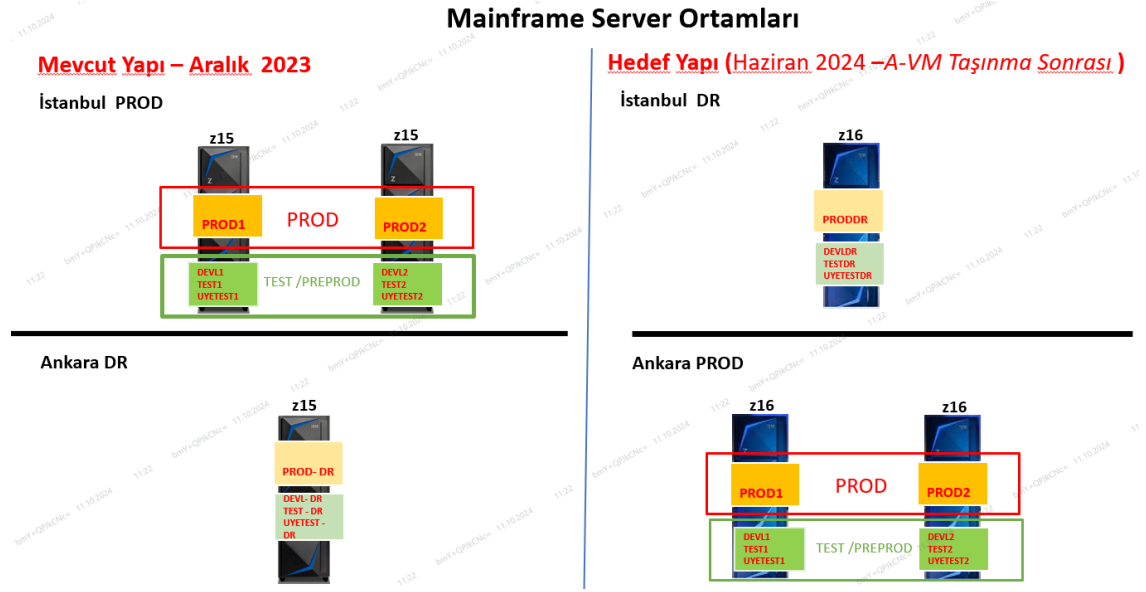 Mainframe Server Ortamları
Mevcut Yapı – Aralık 2023
İstanbul PROD
z15
z15
PROD1
PROD
PROD2
DEVL1
TEST1
UYETEST1
TEST /PREPROD
DEVL2
TEST2
UYETEST2
Ankara DR
z15
PROD- DR
DEVL- DR
TEST - DR
UYETEST -
DR
Hedef Yapı (Haziran 2024 –A-VM Taşınma Sonrası )
İstanbul DR
z16
PRODDR
DEVLDR
TESTDR
UYETESTDR
Ankara PROD
z16
z16
PROD1
PROD
PROD2
DEVL1
TEST1
UYETEST1
TEST /PREPROD
DEVL2
TEST2
UYETEST2